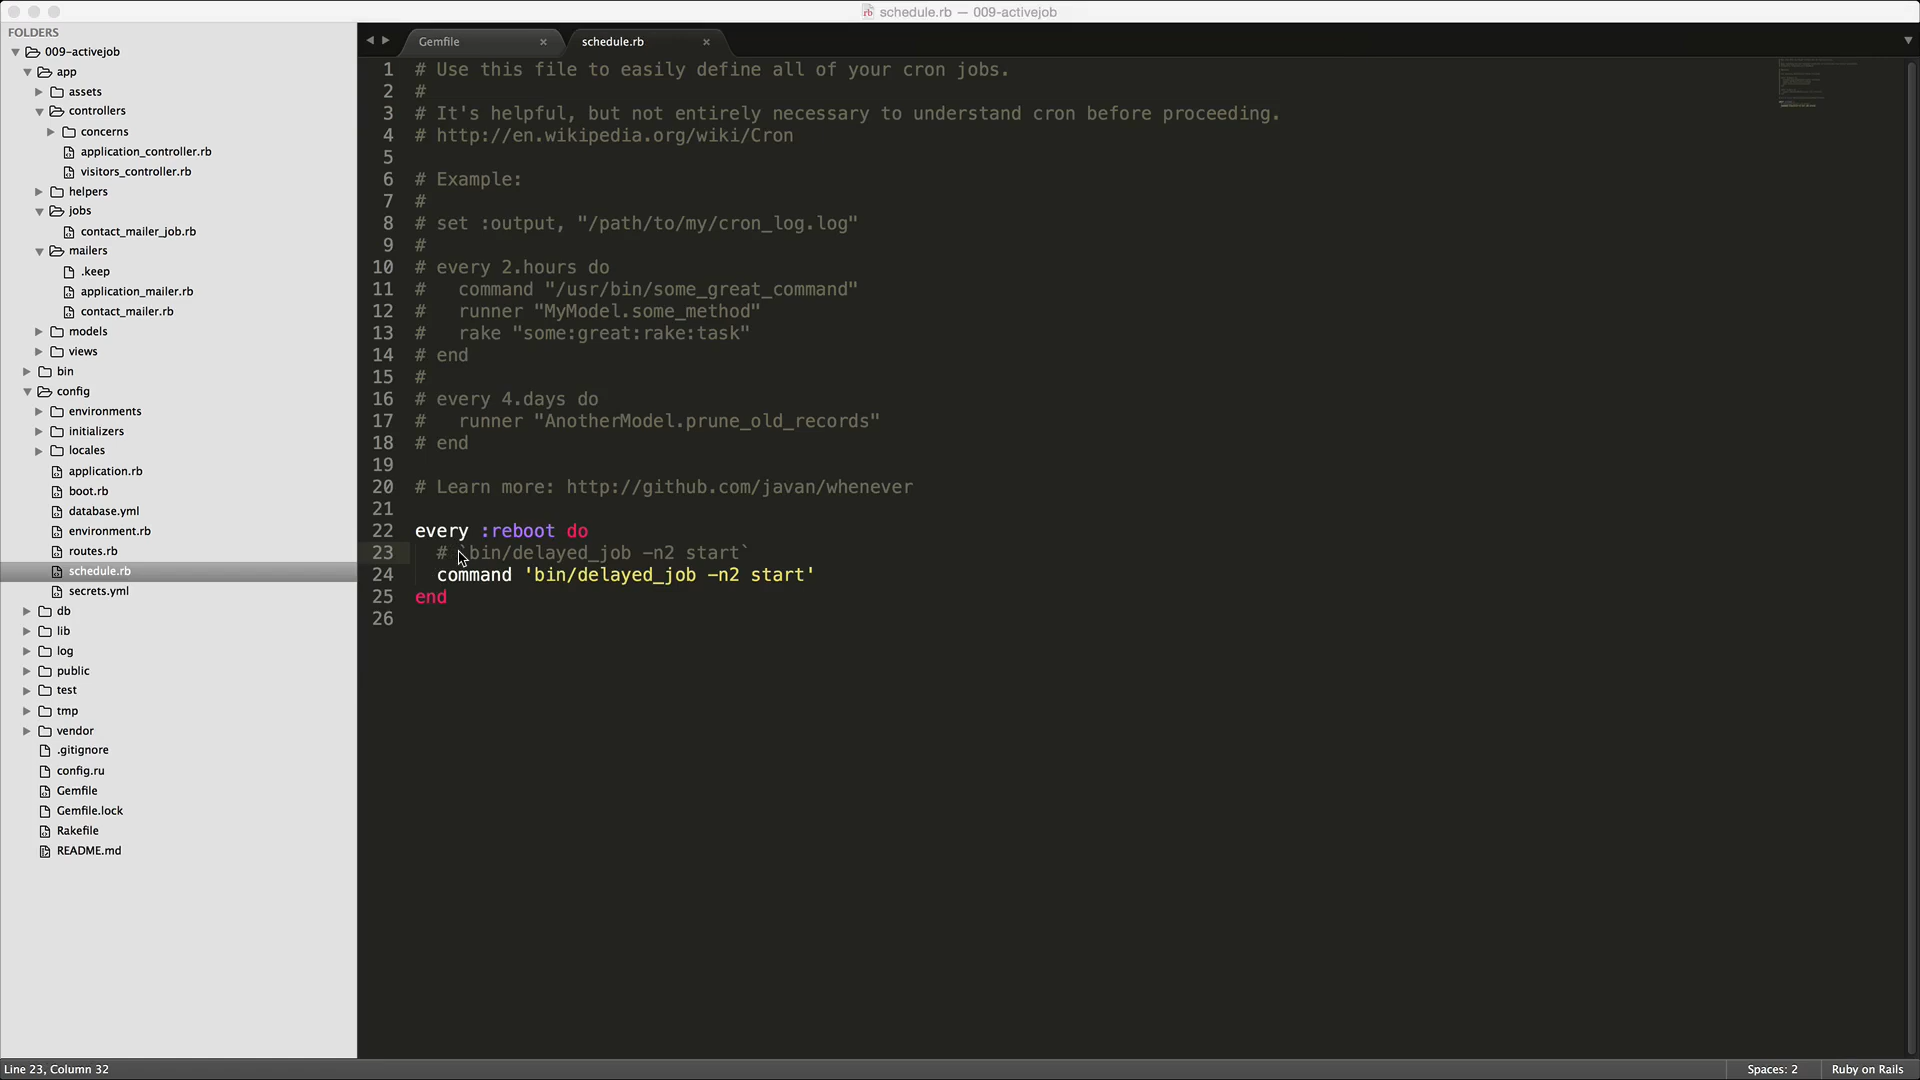 schedule.rb — 009-activejob
FOLDERS
009-activejob
app
assets
controllers
concerns
application_controller.rb
visitors_controller.rb
helpers
jobs
contact_mailer_job.rb
mailers
.keep
application_mailer.rb
contact_mailer.rb
models
views
bin
config
environments
initializers
locales
application.rb
boot.rb
database.yml
environment.rb
routes.rb
schedule.rb
secrets.yml
db
lib
log
public
test
tmp
vendor
.gitignore
config.ru
Gemfile
Gemfile.lock
Rakefile
README.md
Gemfile
schedule.rb
1 # Use this file to easily define all of your cron jobs.
2 #
3 # It's helpful, but not entirely necessary to understand cron before proceeding.
4 # http://en.wikipedia.org/wiki/Cron
5
6 # Example:
7 #
8 # set :output, "/path/to/my/cron_log.log"
9 #
10 # every 2.hours do
11 #   command "/usr/bin/some_great_command"
12 #   runner "MyModel.some_method"
13 #   rake "some:great:rake:task"
14 # end
15 #
16 # every 4.days do
17 #   runner "AnotherModel.prune_old_records"
18 # end
19
20 # Learn more: http://github.com/javan/whenever
21
22 every :reboot do
23   # `bin/delayed_job -n2 start`
24   command 'bin/delayed_job -n2 start'
25 end
26
Line 23, Column 32
Spaces: 2
Ruby on Rails